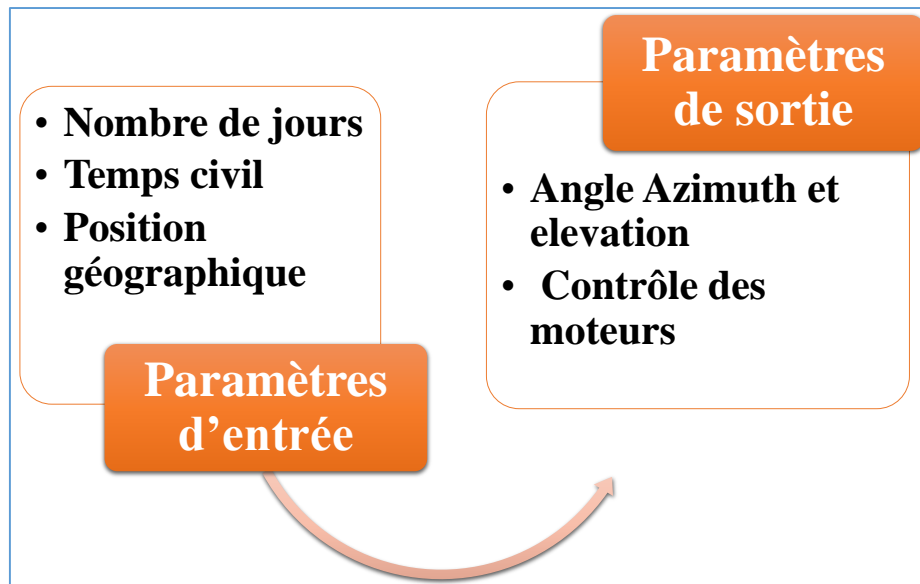 • Nombre de jours
• Temps civil
• Position
géographique
Paramètres
d’entrée
Paramètres
de sortie
• Angle Azimuth et
elevation
• Contrôle des
moteurs